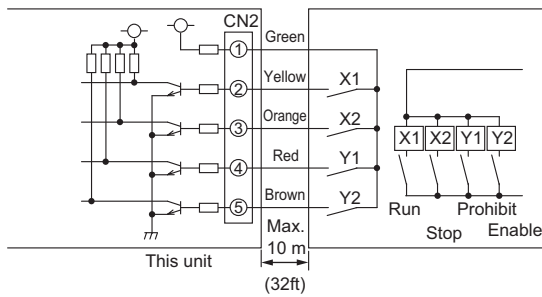 CN2
1 Green
2 Yellow X1
3 Orange X2
4 Red Y1
5 Brown Y2
X1 X2 Y1 Y2
Run Prohibit
Stop Enable
Max.
10 m
(32ft)
This unit